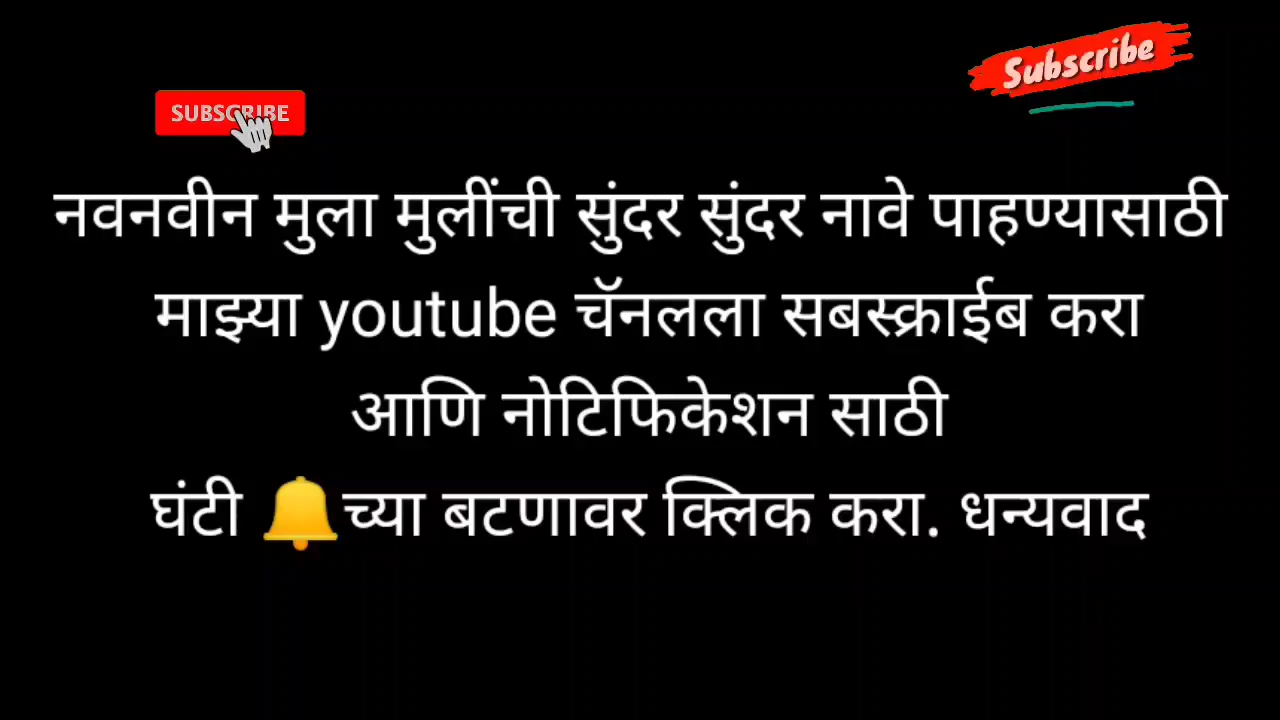 Subscribe
SUBSCRIBE
नवनवीन मुला मुलींची सुंदर सुंदर नावे पाहण्यासाठी
माझ्या youtube चॅनलला सबस्क्राईब करा
आणि नोटिफिकेशन साठी
घंटी 🔔च्या बटणावर क्लिक करा. धन्यवाद